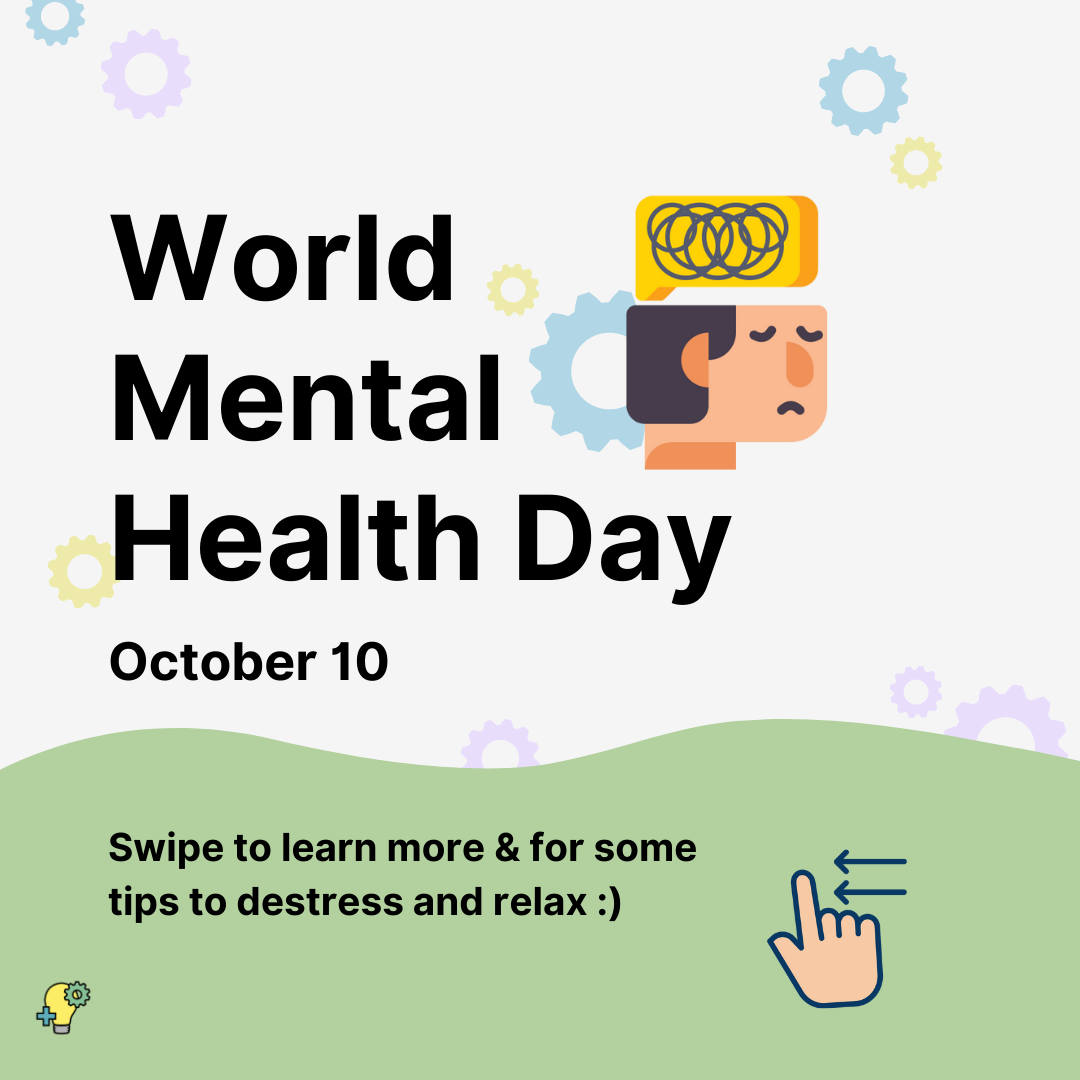 World
Mental
Health Day
October 10
Swipe to learn more & for some
tips to destress and relax :)